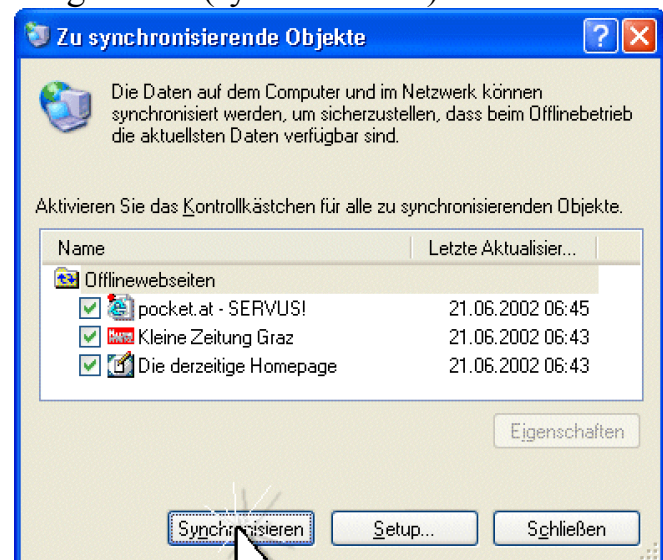 Zu synchronisierende Objekte
Die Daten auf dem Computer und im Netzwerk können
synchronisiert werden, um sicherzustellen, dass beim Offlinebetrieb
die aktuellsten Daten verfügbar sind.
Aktivieren Sie das Kontrollkästchen für alle zu synchronisierenden Objekte.
Name Letzte Aktualisier...
Offlinewebseiten
pocket.at - SERVUS! 21.06.2002 06:45
Kleine Zeitung Graz 21.06.2002 06:43
Die derzeitige Homepage 21.06.2002 06:43
Eigenschaften
Synchronisieren Setup... Schließen